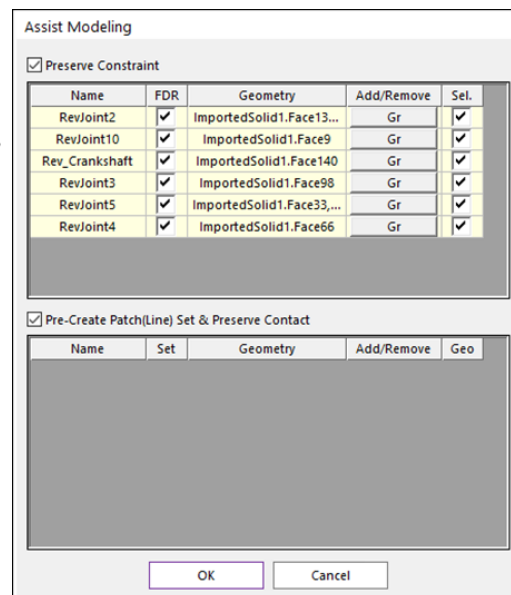 Assist Modeling
Preserve Constraint
Name FDR Geometry Add/Remove Sel.
RevJoint2 ImportedSolid1.Face13... Gr
RevJoint10 ImportedSolid1.Face9 Gr
Rev_Crankshaft ImportedSolid1.Face140 Gr
RevJoint3 ImportedSolid1.Face98 Gr
RevJoint5 ImportedSolid1.Face33,... Gr
RevJoint4 ImportedSolid1.Face66 Gr
Pre-Create Patch(Line) Set & Preserve Contact
Name Set Geometry Add/Remove Geo
OK Cancel